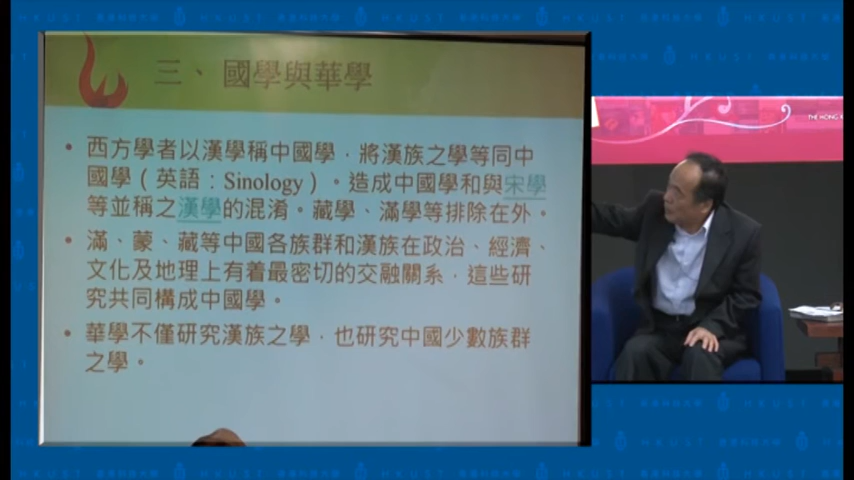 三、國學與華學
• 西方學者以漢學稱中國學，將漢族之學等同中
國學（英語：Sinology）。造成中國學和與宋學
等並稱之漢學的混淆。藏學、滿學等排除在外。
• 滿、蒙、藏等中國各族群和漢族在政治、經濟、
文化及地理上有着最密切的交融關系，這些研
究共同構成中國學。
• 華學不僅研究漢族之學，也研究中國少數族群
之學。
THE HONG K
HKUST